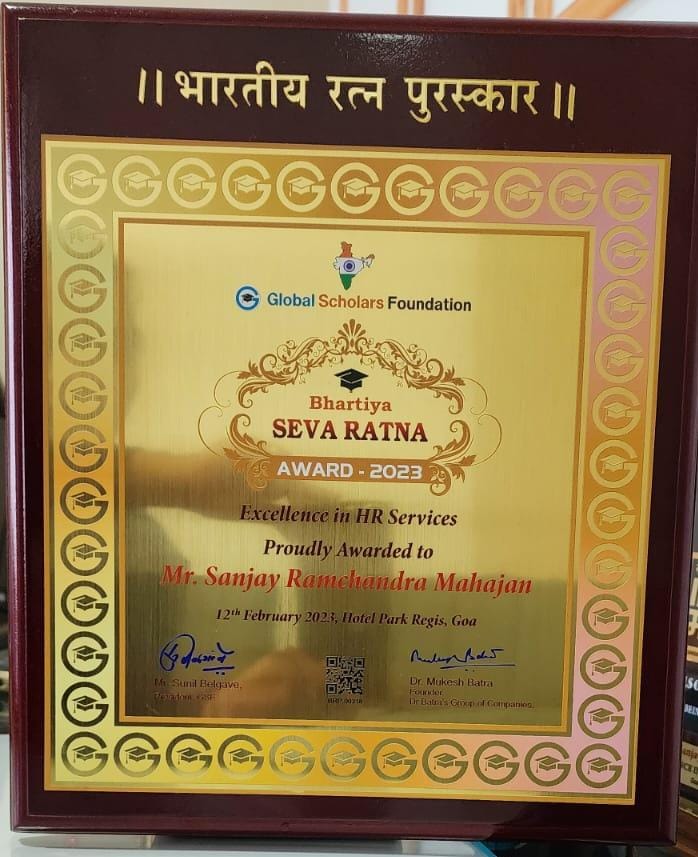 ।। भारतीय रत्न पुरस्कार ।।
Global Scholars Foundation
Bhartiya
SEVA RATNA
AWARD - 2023
Excellence in HR Services
Proudly Awarded to
Mr. Sanjay Ramchandra Mahajan
12th February 2023, Hotel Park Regis, Goa
Mr. Sunil Belgave,
President, GSF
Dr. Mukesh Batra
Founder
Dr Batra's Group of Companies.